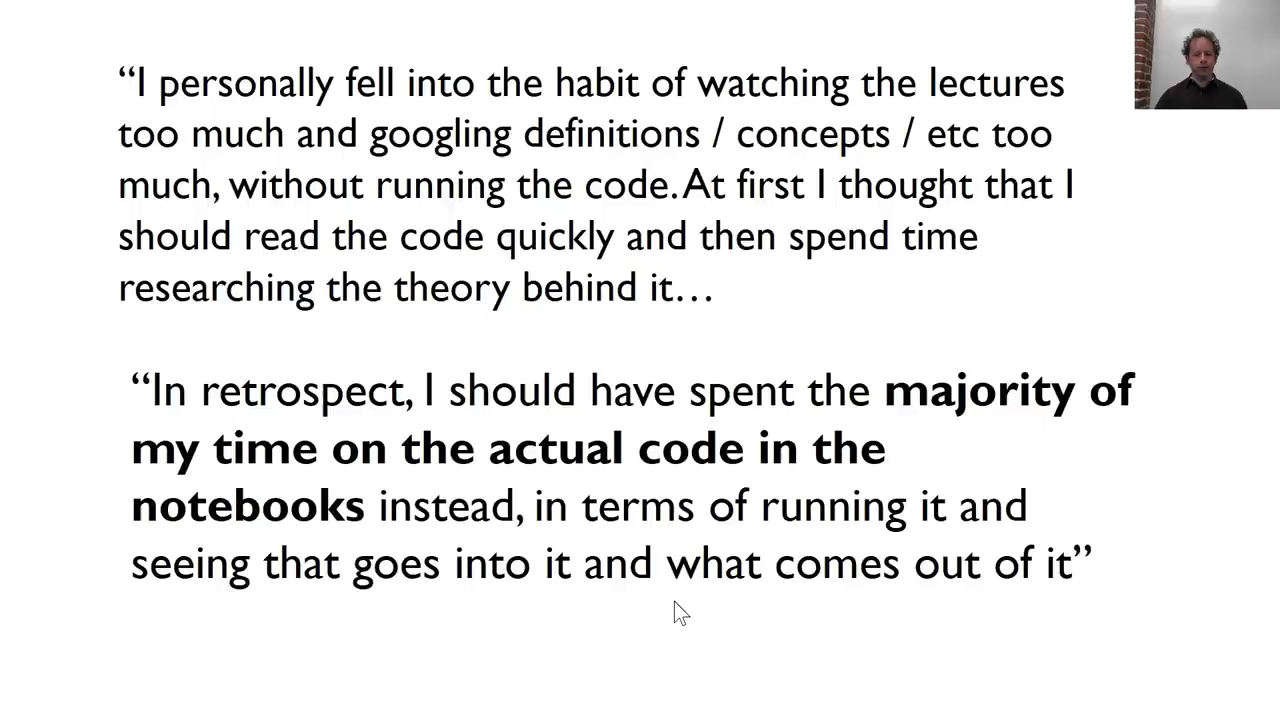 “I personally fell into the habit of watching the lectures
too much and googling definitions / concepts / etc too
much, without running the code. At first I thought that I
should read the code quickly and then spend time
researching the theory behind it…
“In retrospect, I should have spent the majority of
my time on the actual code in the
notebooks instead, in terms of running it and
seeing that goes into it and what comes out of it”